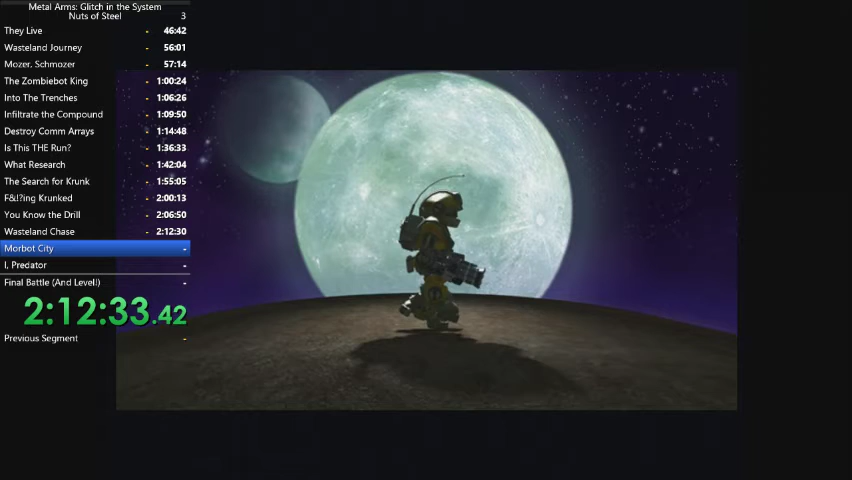 Metal Arms: Glitch in the System
Nuts of Steel 3
They Live - 46:42
Wasteland Journey - 56:01
Mozer, Schmozer - 57:14
The Zombiebot King - 1:00:24
Into The Trenches - 1:06:26
Infiltrate the Compound - 1:09:50
Destroy Comm Arrays - 1:14:48
Is This THE Run? - 1:36:33
What Research - 1:42:04
The Search for Krunk - 1:55:05
F&!?ing Krunked - 2:00:13
You Know the Drill - 2:06:50
Wasteland Chase - 2:12:30
Morbot City -
I, Predator -
Final Battle (And Level!) -
2:12:33.42
Previous Segment -